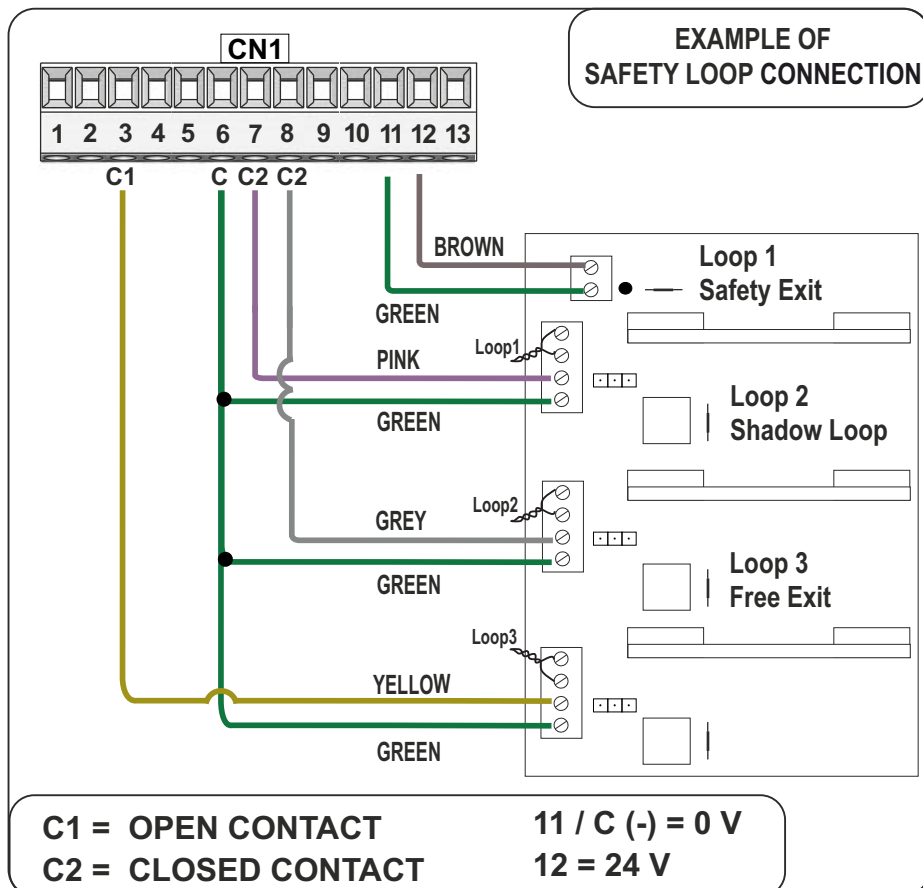 CN1
EXAMPLE OF
SAFETY LOOP CONNECTION
1 2 3 4 5 6 7 8 9 10 11 12 13
C1 C C2 C2
BROWN
GREEN
Loop 1
Safety Exit
Loop1
PINK
GREEN
Loop 2
Shadow Loop
Loop2
GREY
GREEN
Loop 3
Free Exit
Loop3
YELLOW
GREEN
C1 = OPEN CONTACT
C2 = CLOSED CONTACT
11 / C (-) = 0 V
12 = 24 V